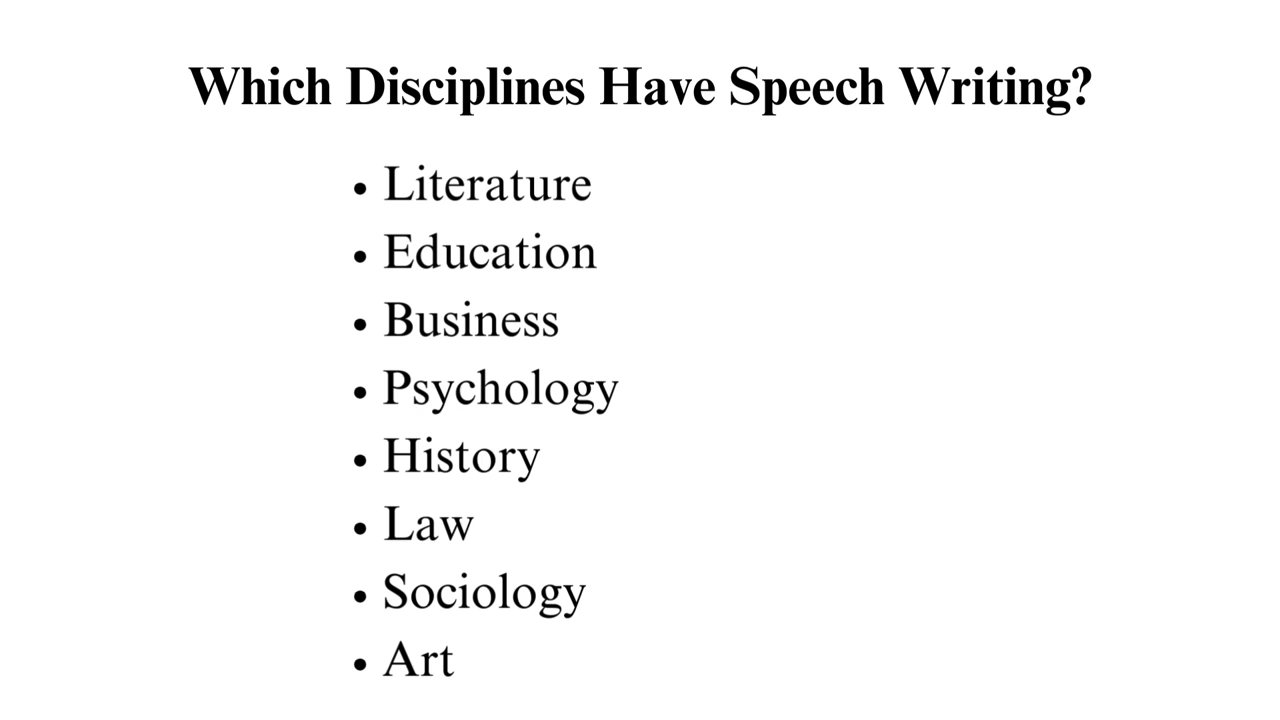 Which Disciplines Have Speech Writing?
• Literature
• Education
• Business
• Psychology
• History
• Law
• Sociology
• Art